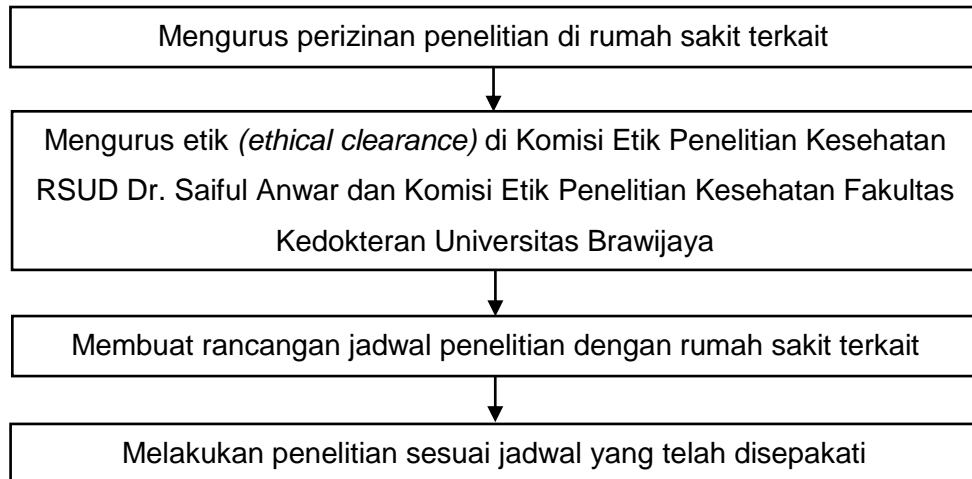 Mengurus perizinan penelitian di rumah sakit terkait
Mengurus etik (ethical clearance) di Komisi Etik Penelitian Kesehatan
RSUD Dr. Saiful Anwar dan Komisi Etik Penelitian Kesehatan Fakultas
Kedokteran Universitas Brawijaya
Membuat rancangan jadwal penelitian dengan rumah sakit terkait
Melakukan penelitian sesuai jadwal yang telah disepakati